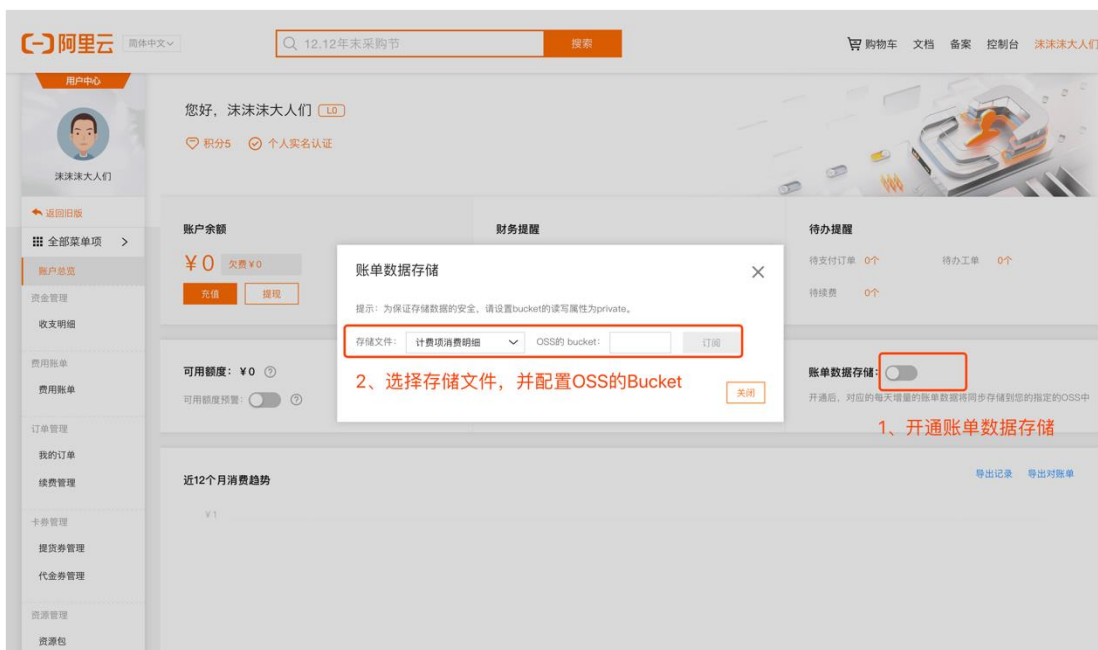 阿里云 简体中文 12.12年末采购节 搜索 购物车 文档 备案 控制台 沫沫沫大人们
用户中心
沫沫沫大人们
返回旧版
全部菜单项 >
账户总览
资金管理
收支明细
费用账单
费用账单
订单管理
我的订单
续费管理
卡券管理
提货券管理
代金券管理
资源管理
资源包
您好，沫沫沫大人们 L0
积分5 个人实名认证
账户余额
¥0 欠费¥0
充值 提现
财务提醒
待办提醒
待支付订单 0个 待办工单 0个
待续费 0个
账单数据存储
提示：为保证存储数据的安全，请设置bucket的读写属性为private。
存储文件： 计费项消费明细 OSS的 bucket： 订阅
2、选择存储文件，并配置OSS的Bucket
关闭
可用额度：¥0
可用额度预警：
账单数据存储：
开通后，对应的每天增量的账单数据将同步存储到您的指定的OSS中
1、开通账单数据存储
近12个月消费趋势 导出记录 导出对账单
¥1